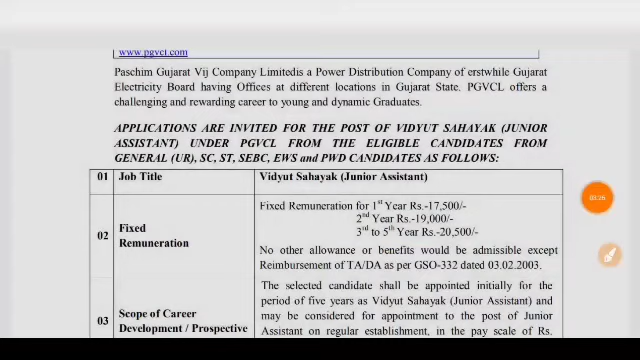 www.pgvcl.com
Paschim Gujarat Vij Company Limitedis a Power Distribution Company of erstwhile Gujarat
Electricity Board having Offices at different locations in Gujarat State. PGVCL offers a
challenging and rewarding career to young and dynamic Graduates.
APPLICATIONS ARE INVITED FOR THE POST OF VIDYUT SAHAYAK (JUNIOR
ASSISTANT) UNDER PGVCL FROM THE ELIGIBLE CANDIDATES FROM
GENERAL (UR), SC, ST, SEBC, EWS and PWD CANDIDATES AS FOLLOWS:
01 Job Title Vidyut Sahayak (Junior Assistant)
02 Fixed Remuneration
Fixed Remuneration for 1st Year Rs.-17,500/-
2nd Year Rs.-19,000/-
3rd to 5th Year Rs.-20,500/-
No other allowance or benefits would be admissible except
Reimbursement of TA/DA as per GSO-332 dated 03.02.2003.
03 Scope of Career
Development / Prospective
The selected candidate shall be appointed initially for the
period of five years as Vidyut Sahayak (Junior Assistant) and
may be considered for appointment to the post of Junior
Assistant on regular establishment, in the pay scale of Rs.